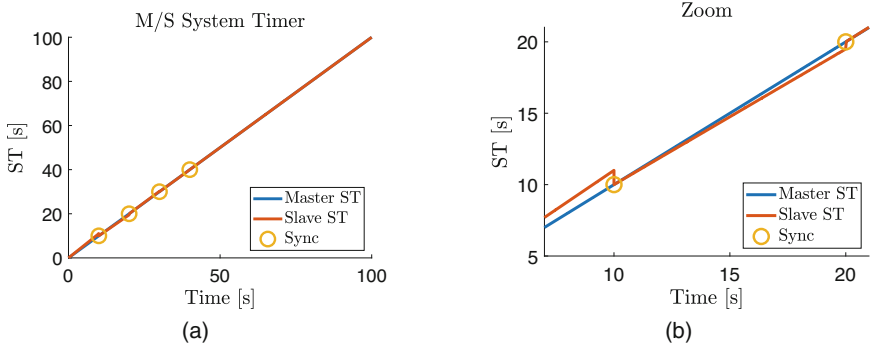 M/S System Timer
100
80
60
40
20
0
ST [s]
Master ST
Slave ST
Sync
0
50
100
Time [s]
(a)
Zoom
20
15
10
5
ST [s]
Master ST
Slave ST
Sync
10
15
20
Time [s]
(b)